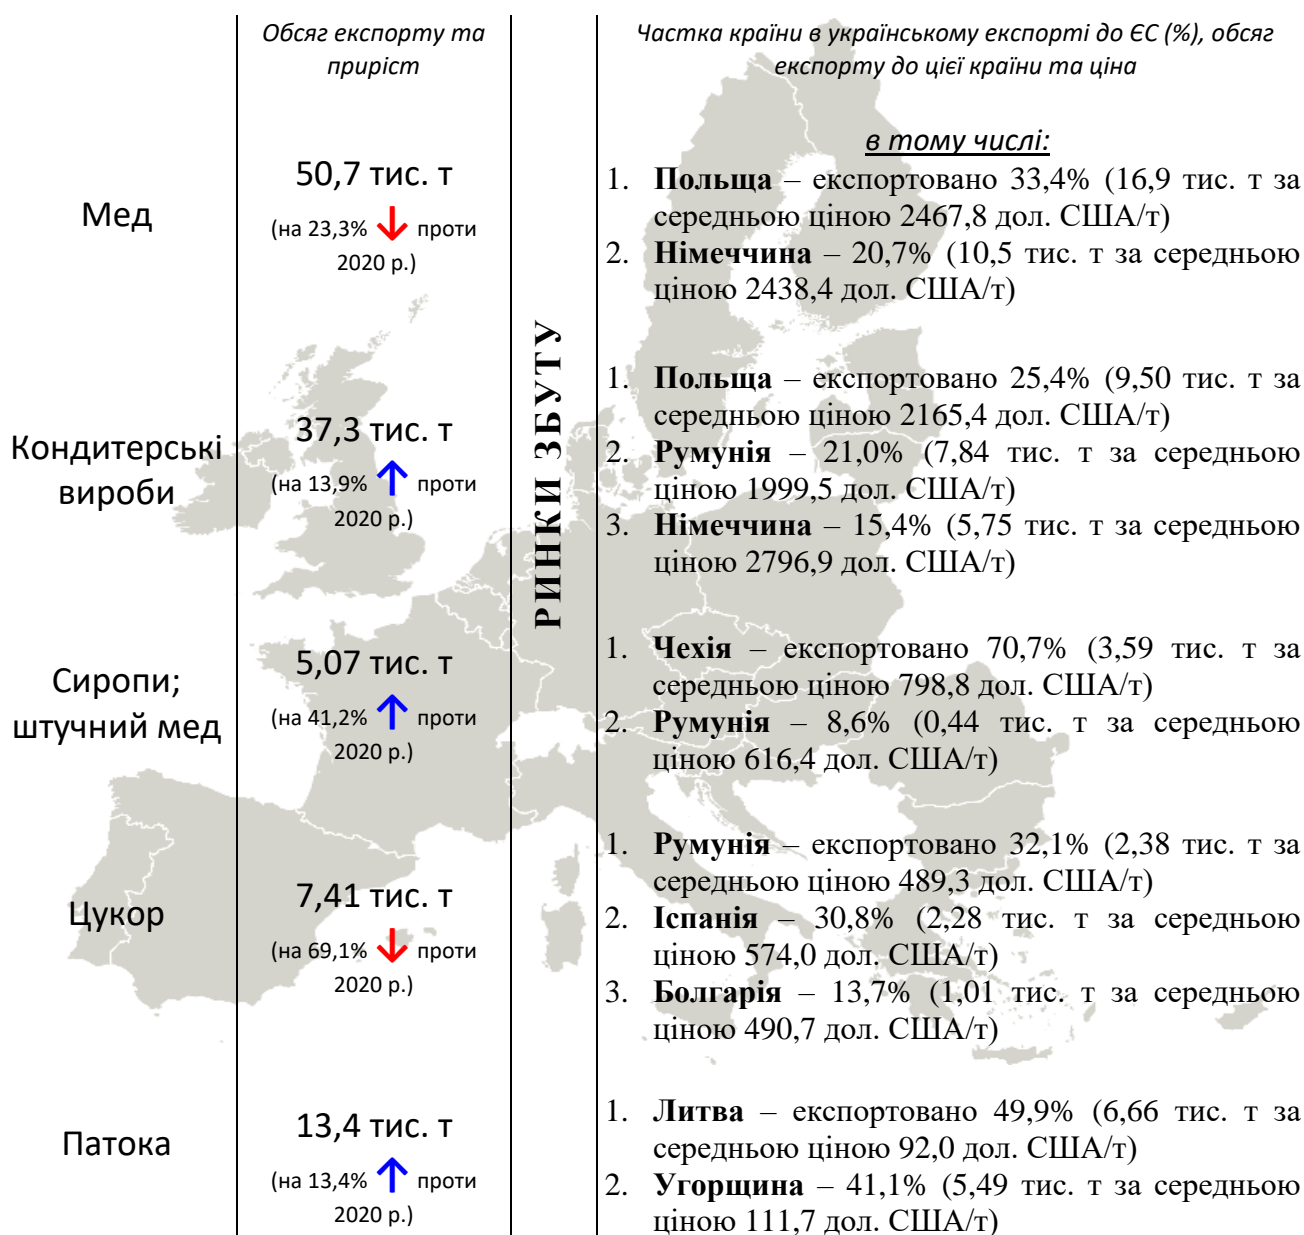 Обсяг експорту та
приріст
Частка країни в українському експорті до ЄС (%), обсяг
експорту до цієї країни та ціна
в тому числі:
РИНКИ ЗБУТУ
Мед
50,7 тис. т
(на 23,3% ↓ проти
2020 р.)
1. Польща – експортовано 33,4% (16,9 тис. т за
середньою ціною 2467,8 дол. США/т)
2. Німеччина – 20,7% (10,5 тис. т за середньою
ціною 2438,4 дол. США/т)
Кондитерські
вироби
37,3 тис. т
(на 13,9% ↑ проти
2020 р.)
1. Польща – експортовано 25,4% (9,50 тис. т за
середньою ціною 2165,4 дол. США/т)
2. Румунія – 21,0% (7,84 тис. т за середньою
ціною 1999,5 дол. США/т)
3. Німеччина – 15,4% (5,75 тис. т за середньою
ціною 2796,9 дол. США/т)
Сиропи;
штучний мед
5,07 тис. т
(на 41,2% ↑ проти
2020 р.)
1. Чехія – експортовано 70,7% (3,59 тис. т за
середньою ціною 798,8 дол. США/т)
2. Румунія – 8,6% (0,44 тис. т за середньою
ціною 616,4 дол. США/т)
Цукор
7,41 тис. т
(на 69,1% ↓ проти
2020 р.)
1. Румунія – експортовано 32,1% (2,38 тис. т за
середньою ціною 489,3 дол. США/т)
2. Іспанія – 30,8% (2,28 тис. т за середньою
ціною 574,0 дол. США/т)
3. Болгарія – 13,7% (1,01 тис. т за середньою
ціною 490,7 дол. США/т)
Патока
13,4 тис. т
(на 13,4% ↑ проти
2020 р.)
1. Литва – експортовано 49,9% (6,66 тис. т за
середньою ціною 92,0 дол. США/т)
2. Угорщина – 41,1% (5,49 тис. т за середньою
ціною 111,7 дол. США/т)